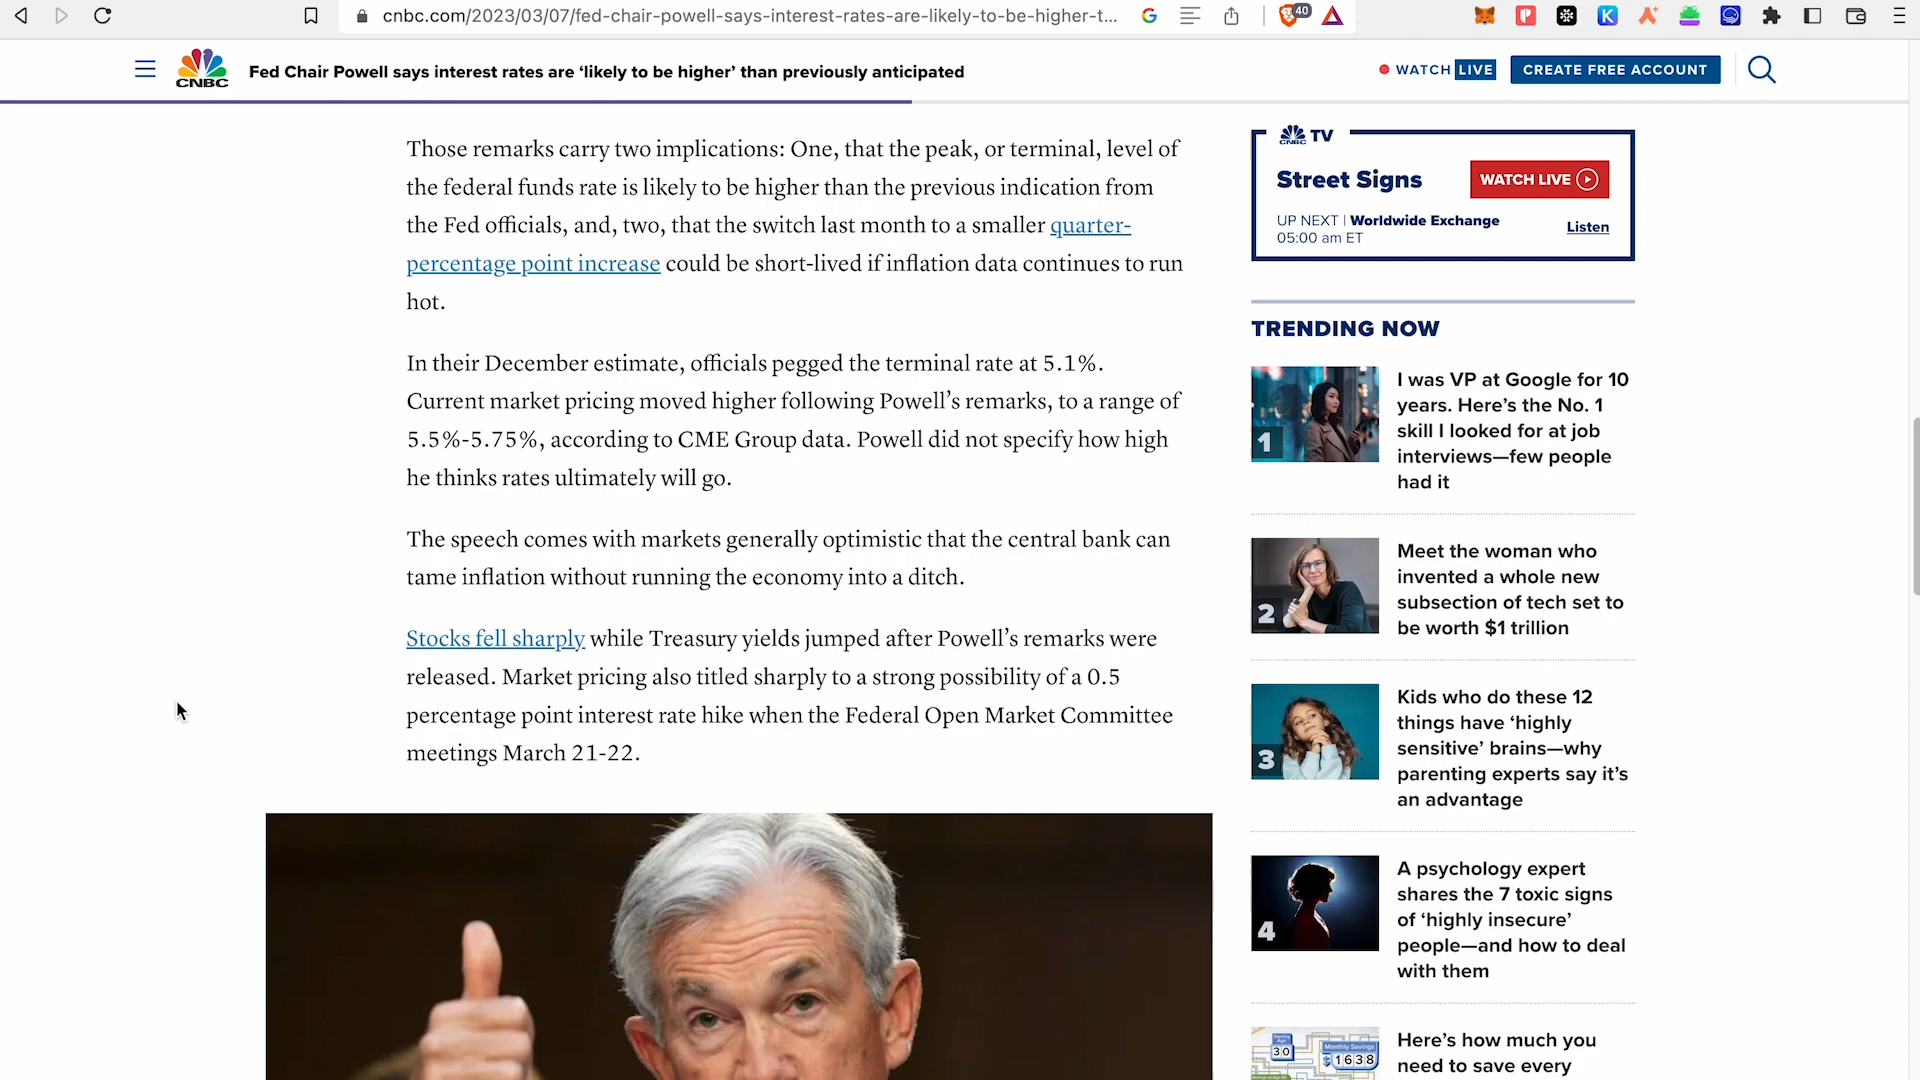 cnbc.com/2023/03/07/fed-chair-powell-says-interest-rates-are-likely-to-be-higher-t...
40
CNBC
Fed Chair Powell says interest rates are ‘likely to be higher’ than previously anticipated
WATCH LIVE
CREATE FREE ACCOUNT
Those remarks carry two implications: One, that the peak, or terminal, level of
the federal funds rate is likely to be higher than the previous indication from
the Fed officials, and, two, that the switch last month to a smaller quarter-
percentage point increase could be short-lived if inflation data continues to run
hot.
In their December estimate, officials pegged the terminal rate at 5.1%.
Current market pricing moved higher following Powell’s remarks, to a range of
5.5%-5.75%, according to CME Group data. Powell did not specify how high
he thinks rates ultimately will go.
The speech comes with markets generally optimistic that the central bank can
tame inflation without running the economy into a ditch.
Stocks fell sharply while Treasury yields jumped after Powell’s remarks were
released. Market pricing also titled sharply to a strong possibility of a 0.5
percentage point interest rate hike when the Federal Open Market Committee
meetings March 21-22.
CNBC TV
Street Signs
WATCH LIVE
UP NEXT | Worldwide Exchange
05:00 am ET
Listen
TRENDING NOW
1
I was VP at Google for 10
years. Here’s the No. 1
skill I looked for at job
interviews—few people
had it
2
Meet the woman who
invented a whole new
subsection of tech set to
be worth $1 trillion
3
Kids who do these 12
things have ‘highly
sensitive’ brains—why
parenting experts say it’s
an advantage
4
A psychology expert
shares the 7 toxic signs
of ‘highly insecure’
people—and how to deal
with them
30
Monthly Savings
$1638
Here’s how much you
need to save every